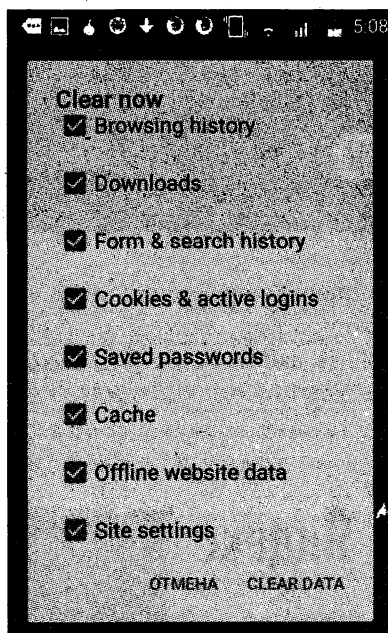 5:08
Clear now
Browsing history
Downloads
Form & search history
Cookies & active logins
Saved passwords
Cache
Offline website data
Site settings
ОТМЕНА CLEAR DATA